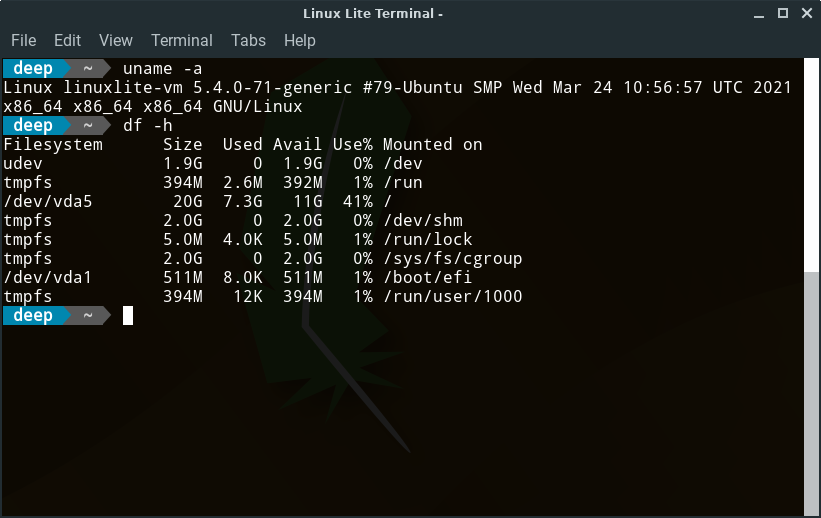 Linux Lite Terminal -
File Edit View Terminal Tabs Help
deep ~ uname -a
Linux linuxlite-vm 5.4.0-71-generic #79-Ubuntu SMP Wed Mar 24 10:56:57 UTC 2021
x86_64 x86_64 x86_64 GNU/Linux
deep ~ df -h
Filesystem      Size  Used Avail Use% Mounted on
udev            1.9G     0  1.9G   0% /dev
tmpfs           394M  2.6M  392M   1% /run
/dev/vda5        20G  7.3G   11G  41% /
tmpfs           2.0G     0  2.0G   0% /dev/shm
tmpfs           5.0M  4.0K  5.0M   1% /run/lock
tmpfs           2.0G     0  2.0G   0% /sys/fs/cgroup
/dev/vda1       511M  8.0K  511M   1% /boot/efi
tmpfs           394M   12K  394M   1% /run/user/1000
deep ~